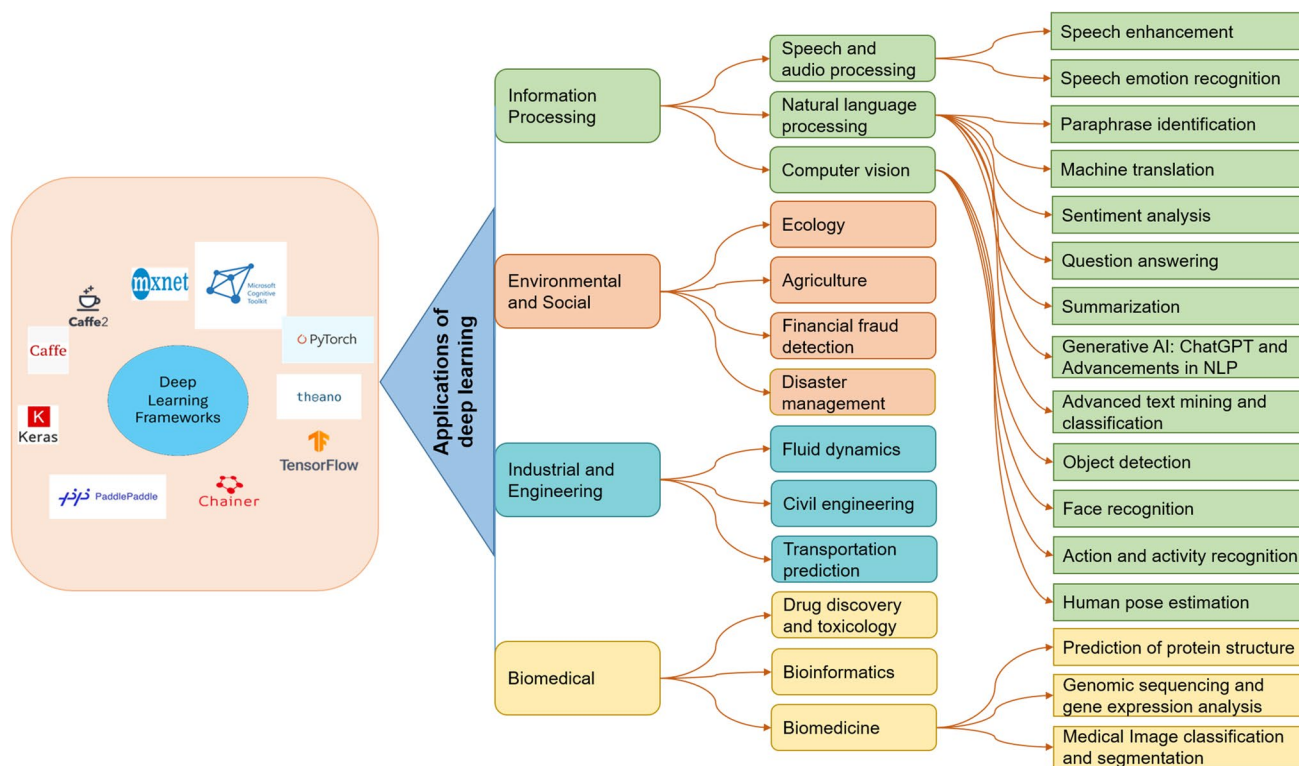 mxnet
Microsoft
Cognitive
Toolkit
Caffe2
PyTorch
Caffe
Deep
Learning
Frameworks
theano
K
Keras
TensorFlow
PaddlePaddle
Chainer
Applications of
deep learning
Information
Processing
Speech and
audio processing
Natural language
processing
Computer vision
Speech enhancement
Speech emotion recognition
Paraphrase identification
Machine translation
Sentiment analysis
Question answering
Summarization
Generative AI: ChatGPT and
Advancements in NLP
Advanced text mining and
classification
Object detection
Face recognition
Action and activity recognition
Human pose estimation
Environmental
and Social
Ecology
Agriculture
Financial fraud
detection
Disaster
management
Industrial and
Engineering
Fluid dynamics
Civil engineering
Transportation
prediction
Biomedical
Drug discovery
and toxicology
Bioinformatics
Biomedicine
Prediction of protein structure
Genomic sequencing and
gene expression analysis
Medical Image classification
and segmentation